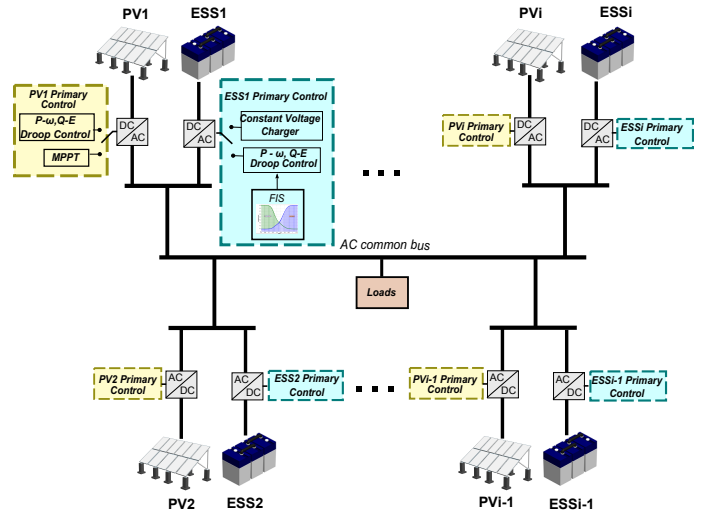 PV1
ESS1
PVi
ESSi
PV1 Primary
Control
P-ω,Q-E
Droop Control
MPPT
DC
AC
DC
AC
ESS1 Primary Control
Constant Voltage
Charger
P - ω, Q-E
Droop Control
FIS
DC
AC
DC
AC
PVi Primary
Control
ESSi Primary
Control
AC common bus
Loads
PV2 Primary
Control
AC
DC
AC
DC
ESS2 Primary
Control
PVi-1 Primary
Control
AC
DC
AC
DC
ESSi-1 Primary
Control
PV2
ESS2
PVi-1
ESSi-1